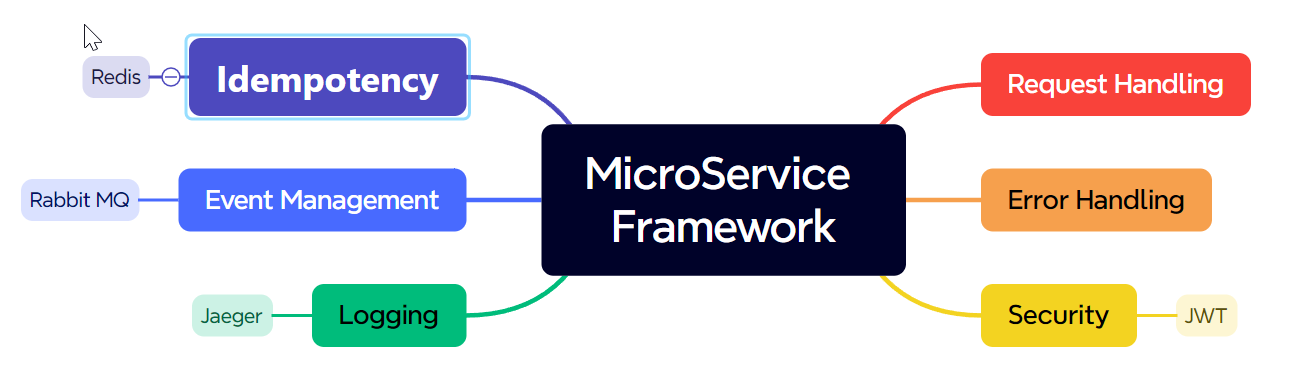 Redis
Idempotency
Request Handling
MicroService
Framework
Rabbit MQ
Event Management
Error Handling
Jaeger
Logging
Security
JWT